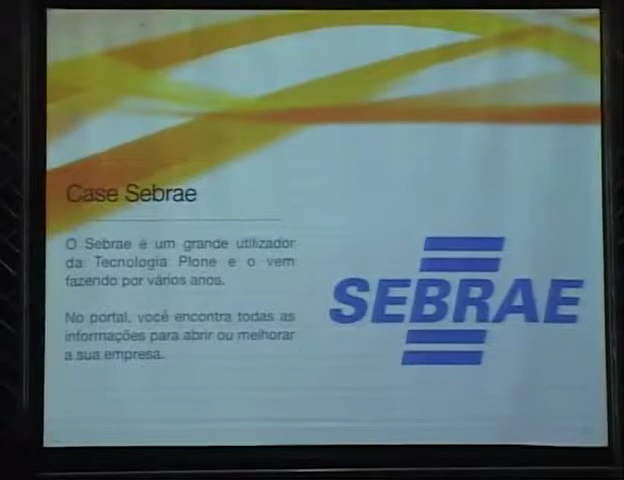 Case Sebrae
O Sebrae é um grande utilizador
da Tecnologia Plone e o vem
fazendo por vários anos.
No portal, você encontra todas as
informações para abrir ou melhorar
a sua empresa.
SEBRAE